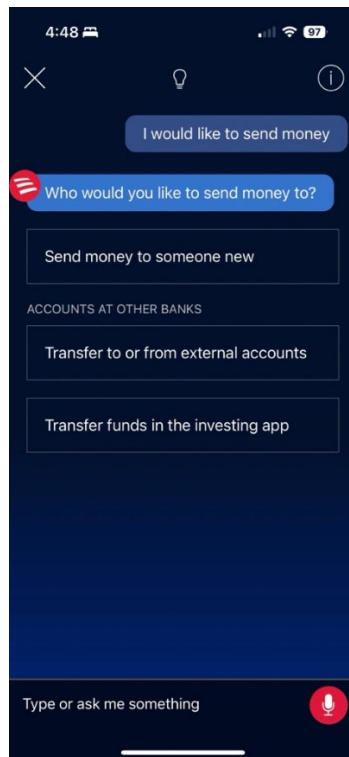 4:48
97
I would like to send money
Who would you like to send money to?
Send money to someone new
ACCOUNTS AT OTHER BANKS
Transfer to or from external accounts
Transfer funds in the investing app
Type or ask me something